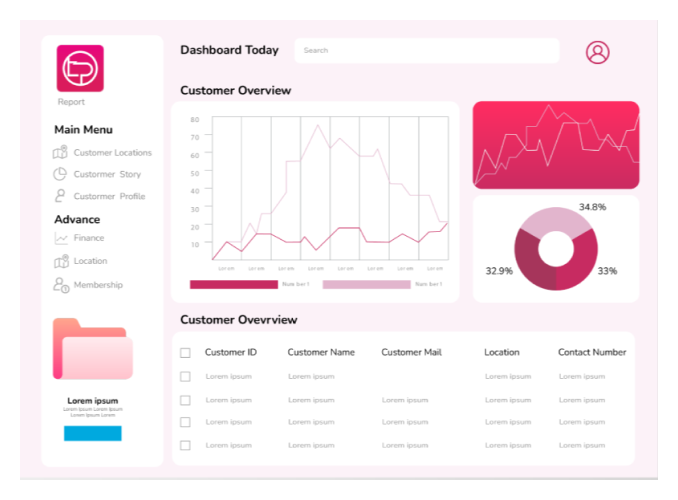 Dashboard Today
Search
Report
Main Menu
Customer Locations
Custormer Story
Custormer Profile
Advance
Finance
Location
Membership
Lorem ipsum
Lorem Ipsum Lorem Ipsum
Lorem Ipsum Lorem
Customer Overview
80
70
60
50
40
30
20
10
Number 1
Num ber 1
34.8%
32.9%
33%
Customer Ovevrview
Customer ID Customer Name Customer Mail Location Contact Number
Lorem ipsum Lorem ipsum Lorem ipsum Lorem ipsum
Lorem ipsum Lorem ipsum Lorem ipsum Lorem ipsum Lorem ipsum
Lorem ipsum Lorem ipsum Lorem ipsum Lorem ipsum Lorem ipsum
Lorem ipsum Lorem ipsum Lorem ipsum Lorem ipsum Lorem ipsum